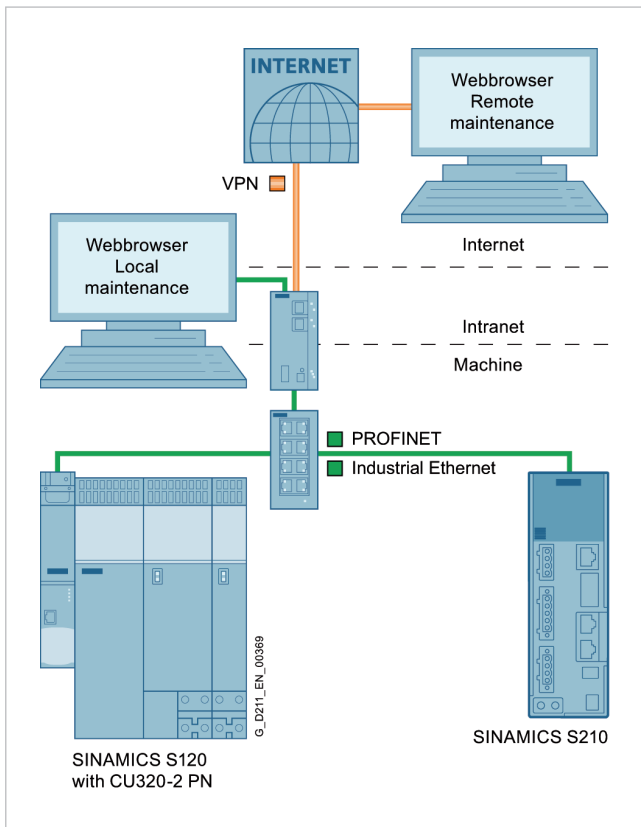 INTERNET
Webbrowser
Remote
maintenance
VPN
Webbrowser
Local
maintenance
Internet
Intranet
Machine
PROFINET
Industrial Ethernet
G_D211_EN_00369
SINAMICS S120
with CU320-2 PN
SINAMICS S210